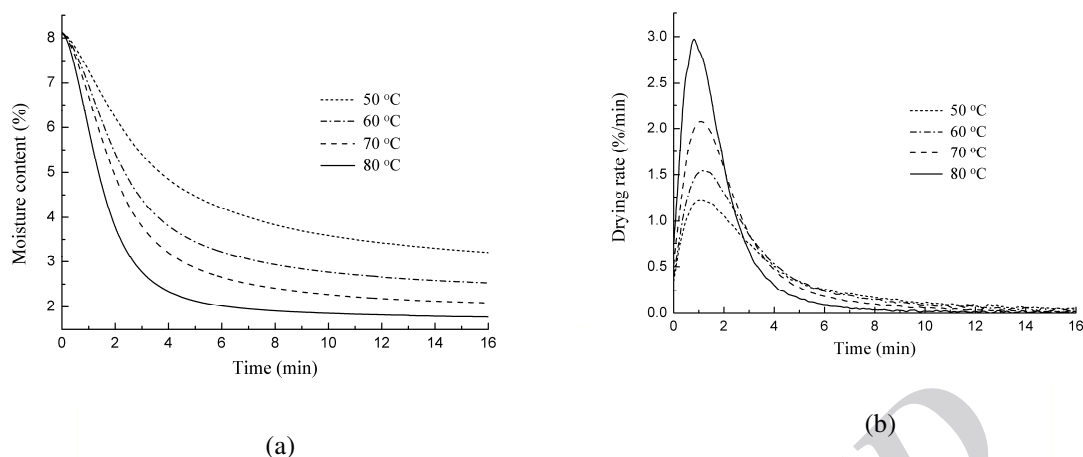 8
7
6
5
4
3
2
Moisture content (%)
50 °C
60 °C
70 °C
80 °C
0 2 4 6 8 10 12 14 16
Time (min)
(a)
3.0
2.5
2.0
1.5
1.0
0.5
0.0
Drying rate (%/min)
50 °C
60 °C
70 °C
80 °C
0 2 4 6 8 10 12 14 16
Time (min)
(b)